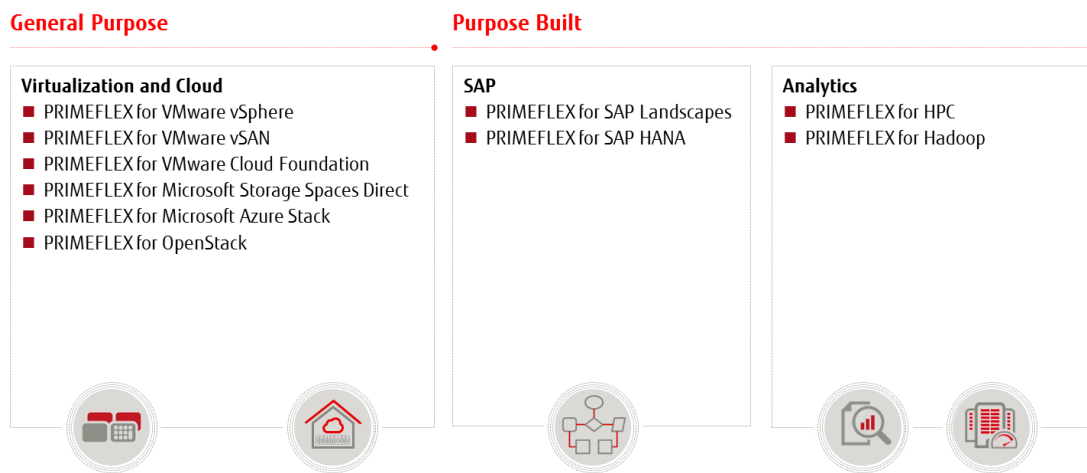 General Purpose
Purpose Built
Virtualization and Cloud
PRIMEFLEX for VMware vSphere
PRIMEFLEX for VMware vSAN
PRIMEFLEX for VMware Cloud Foundation
PRIMEFLEX for Microsoft Storage Spaces Direct
PRIMEFLEX for Microsoft Azure Stack
PRIMEFLEX for OpenStack
SAP
PRIMEFLEX for SAP Landscapes
PRIMEFLEX for SAP HANA
Analytics
PRIMEFLEX for HPC
PRIMEFLEX for Hadoop